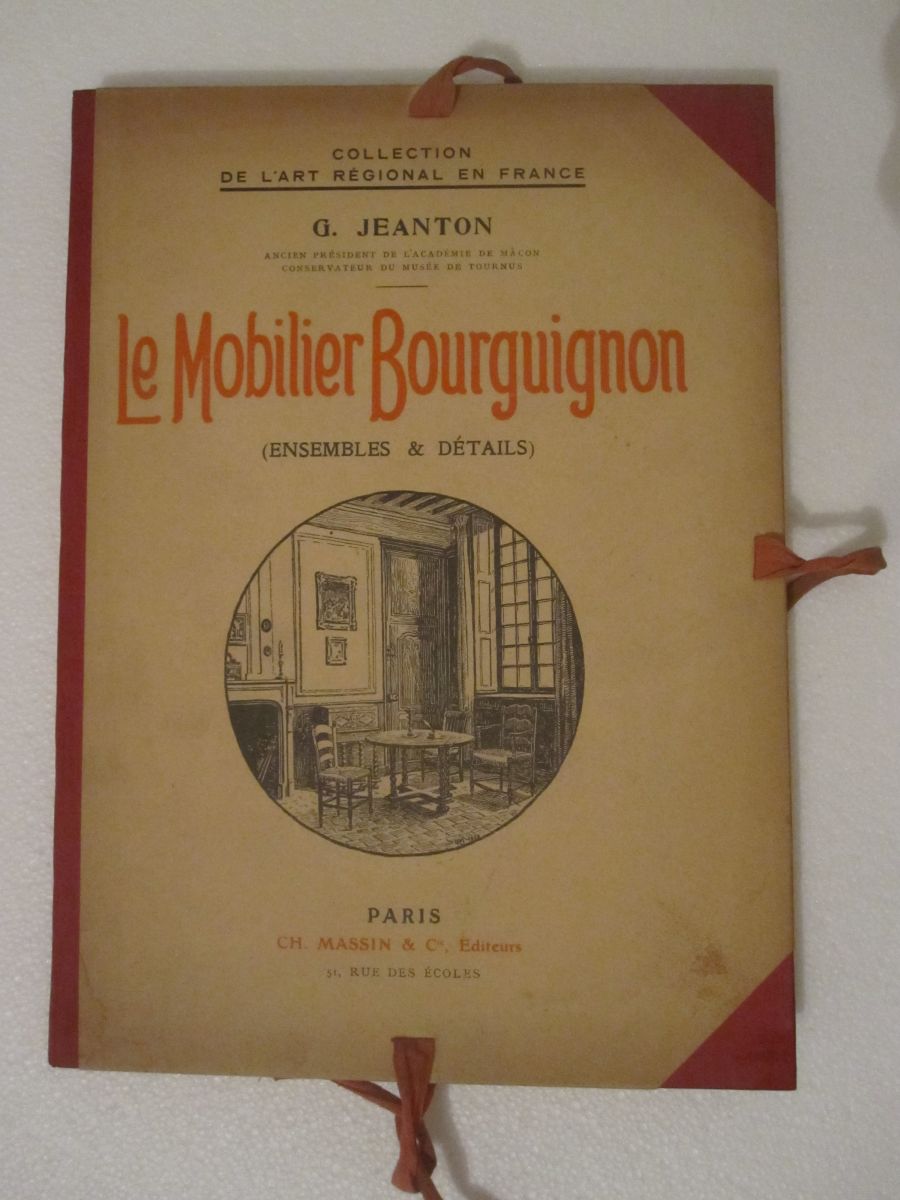 COLLECTION
DE L'ART RÉGIONAL EN FRANCE
G. JEANTON
ANCIEN PRÉSIDENT DE L'ACADÉMIE DE MÂCON
CONSERVATEUR DU MUSÉE DE TOURNUS
Le Mobilier Bourguignon
(ENSEMBLES & DÉTAILS)
PARIS
CH. MASSIN & Cie, Éditeurs
51, RUE DES ÉCOLES